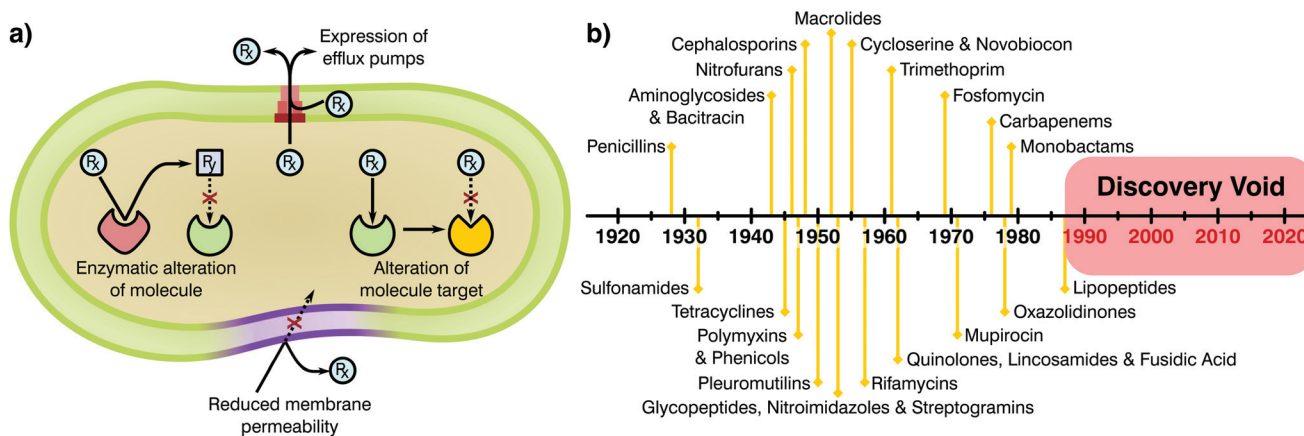 a)
Rx
Expression of
efflux pumps
Rx
Rx
Ry
Rx
Rx
Rx
X
X
Enzymatic alteration
of molecule
Alteration of
molecule target
X
Rx
Reduced membrane
permeability
b)
Macrolides
Cephalosporins
Cycloserine & Novobiocon
Nitrofurans
Trimethoprim
Aminoglycosides
& Bacitracin
Fosfomycin
Carbapenems
Penicillins
Monobactams
Discovery Void
1920 1930 1940 1950 1960 1970 1980 1990 2000 2010 2020
Sulfonamides
Lipopeptides
Tetracyclines
Oxazolidinones
Polymyxins
& Phenicols
Mupirocin
Quinolones, Lincosamides & Fusidic Acid
Pleuromutilins
Rifamycins
Glycopeptides, Nitroimidazoles & Streptogramins